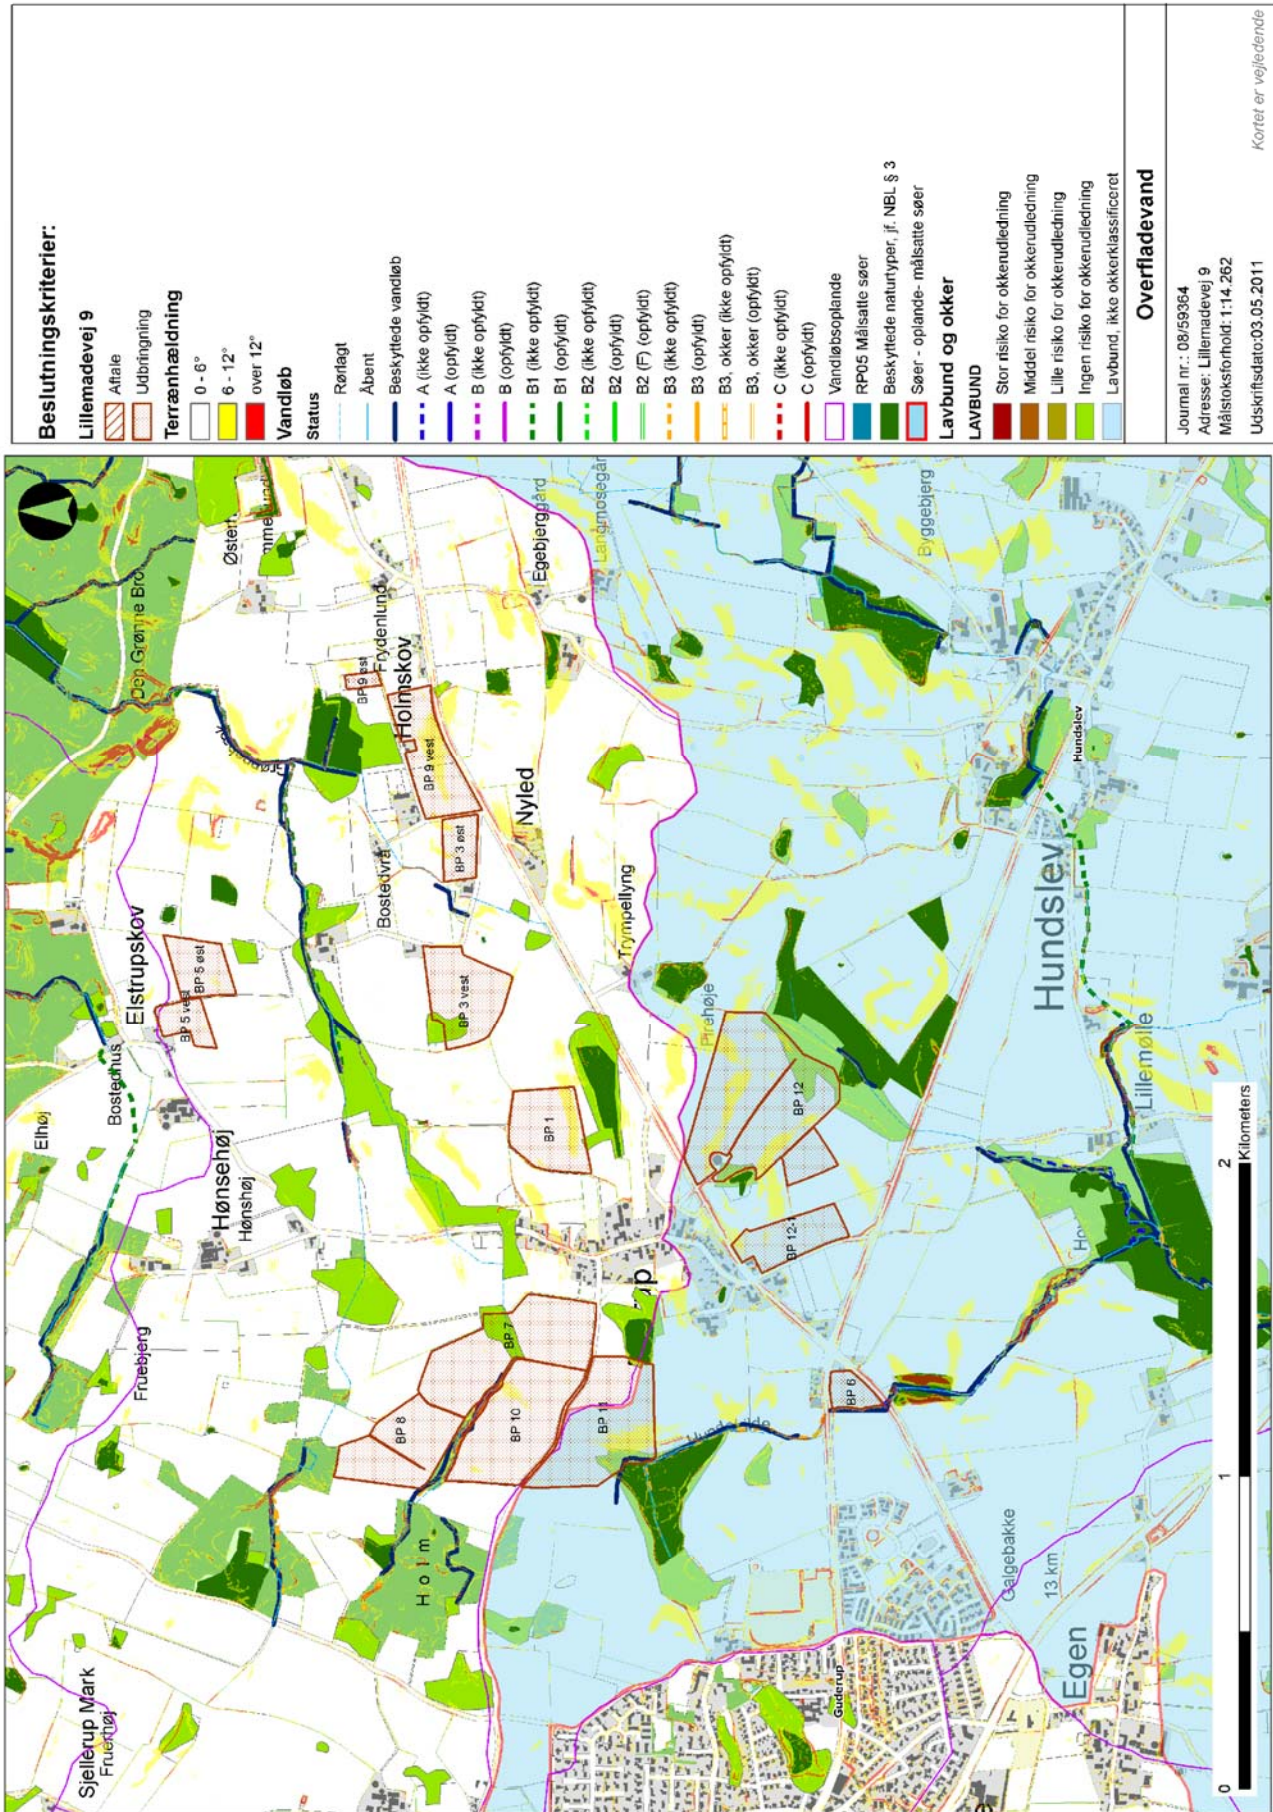 Beslutningskriterier:
Lillemadevej 9
Aftale
Udbringning
Terrænhældning
0 - 6°
6 - 12°
over 12°
Vandløb
Status
Rørlagt
Åbent
Beskyttede vandløb
A (ikke opfyldt)
A (opfyldt)
B (ikke opfyldt)
B (opfyldt)
B1 (ikke opfyldt)
B1 (opfyldt)
B2 (ikke opfyldt)
B2 (opfyldt)
B2 (F) (opfyldt)
B3 (ikke opfyldt)
B3 (opfyldt)
B3, okker (ikke opfyldt)
B3, okker (opfyldt)
C (ikke opfyldt)
C (opfyldt)
Vandløbsoplande
RP05 Målsatte søer
Beskyttede naturtyper, jf. NBL § 3
Søer - oplande- målsatte søer
Lavbund og okker
LAVBUND
Stor risiko for okkerudledning
Middel risiko for okkerudledning
Lille risiko for okkerudledning
Ingen risiko for okkerudledning
Lavbund, ikke okkerklassificeret
Overfladevand
Journal nr.: 08/59364
Adresse: Lillemadevej 9
Målstoksforhold: 1:14.262
Udskriftsdato:03.05.2011
Kortet er vejledende
Sjellerup Mark
Fruehøj
Fruebjerg
Elhøj
Bostedhus
Elstrupskov
Hønsehøj
Hønshøj
BP 5 vest
BP 5 øst
Den Grønne Bro
Holm
BP 8
BP 7
BP 10
BP 11
BP 1
BP 3 vest
BP 3 øst
Bostedvra
BP 9 vest
BP 9 øst
Frydenlund
Holmskov
Nyled
Egebjerggård
Langmosegår
Trympellyng
Pirehøje
BP 12
BP 12-1
BP 6
Byggebjerg
Hundslev
Hundslev
Lillemølle
Guderup
Galgebakke
13 km
Egen
0
1
2
Kilometers